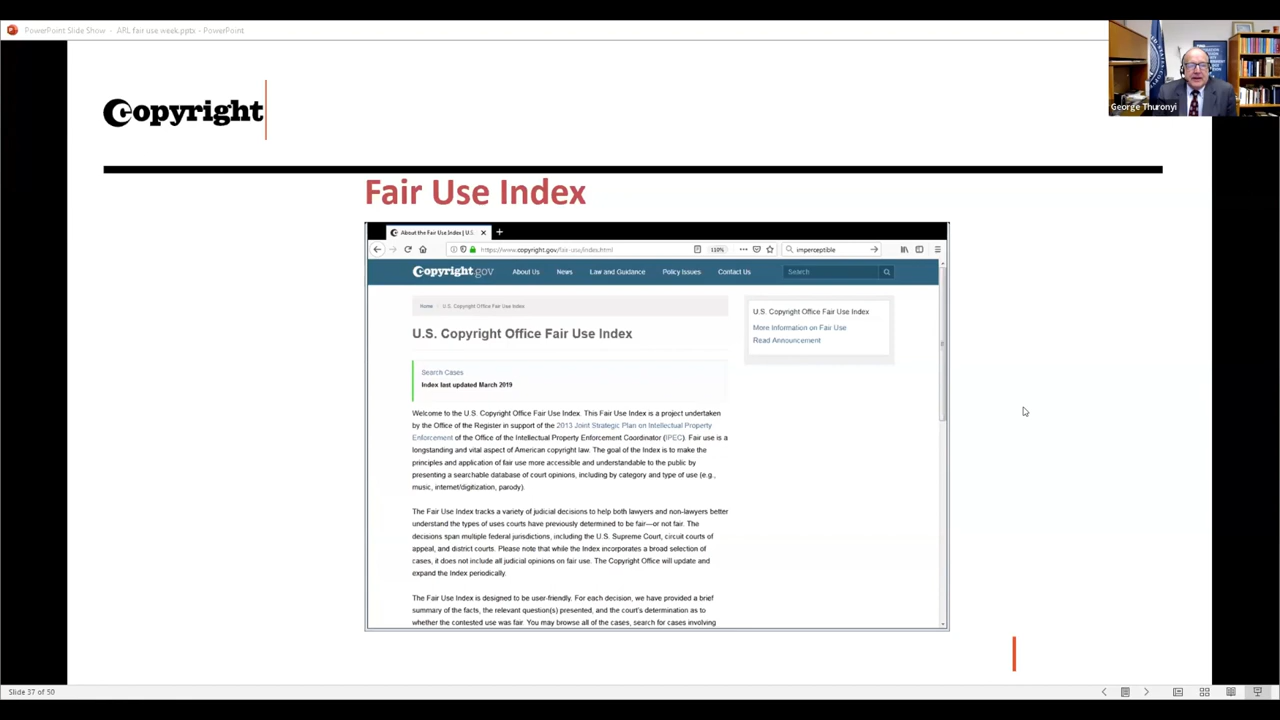 PowerPoint Slide Show - ARL fair use week.pptx - PowerPoint
George Thuronyi
Copyright
Fair Use Index
About the Fair Use Index | U.S.
https://www.copyright.gov/fair-use/index.html
110%
imperceptible
Copyright.gov
About Us
News
Law and Guidance
Policy Issues
Contact Us
Search
Home
U.S. Copyright Office Fair Use Index
U.S. Copyright Office Fair Use Index
Search Cases
Index last updated March 2019
Welcome to the U.S. Copyright Office Fair Use Index. This Fair Use Index is a project undertaken
by the Office of the Register in support of the 2013 Joint Strategic Plan on Intellectual Property
Enforcement of the Office of the Intellectual Property Enforcement Coordinator (IPEC). Fair use is a
longstanding and vital aspect of American copyright law. The goal of the Index is to make the
principles and application of fair use more accessible and understandable to the public by
presenting a searchable database of court opinions, including by category and type of use (e.g.,
music, internet/digitization, parody).
The Fair Use Index tracks a variety of judicial decisions to help both lawyers and non-lawyers better
understand the types of uses courts have previously determined to be fair—or not fair. The
decisions span multiple federal jurisdictions, including the U.S. Supreme Court, circuit courts of
appeal, and district courts. Please note that while the Index incorporates a broad selection of
cases, it does not include all judicial opinions on fair use. The Copyright Office will update and
expand the Index periodically.
The Fair Use Index is designed to be user-friendly. For each decision, we have provided a brief
summary of the facts, the relevant question(s) presented, and the court's determination as to
whether the contested use was fair. You may browse all of the cases, search for cases involving
U.S. Copyright Office Fair Use Index
More Information on Fair Use
Read Announcement
Slide 37 of 50